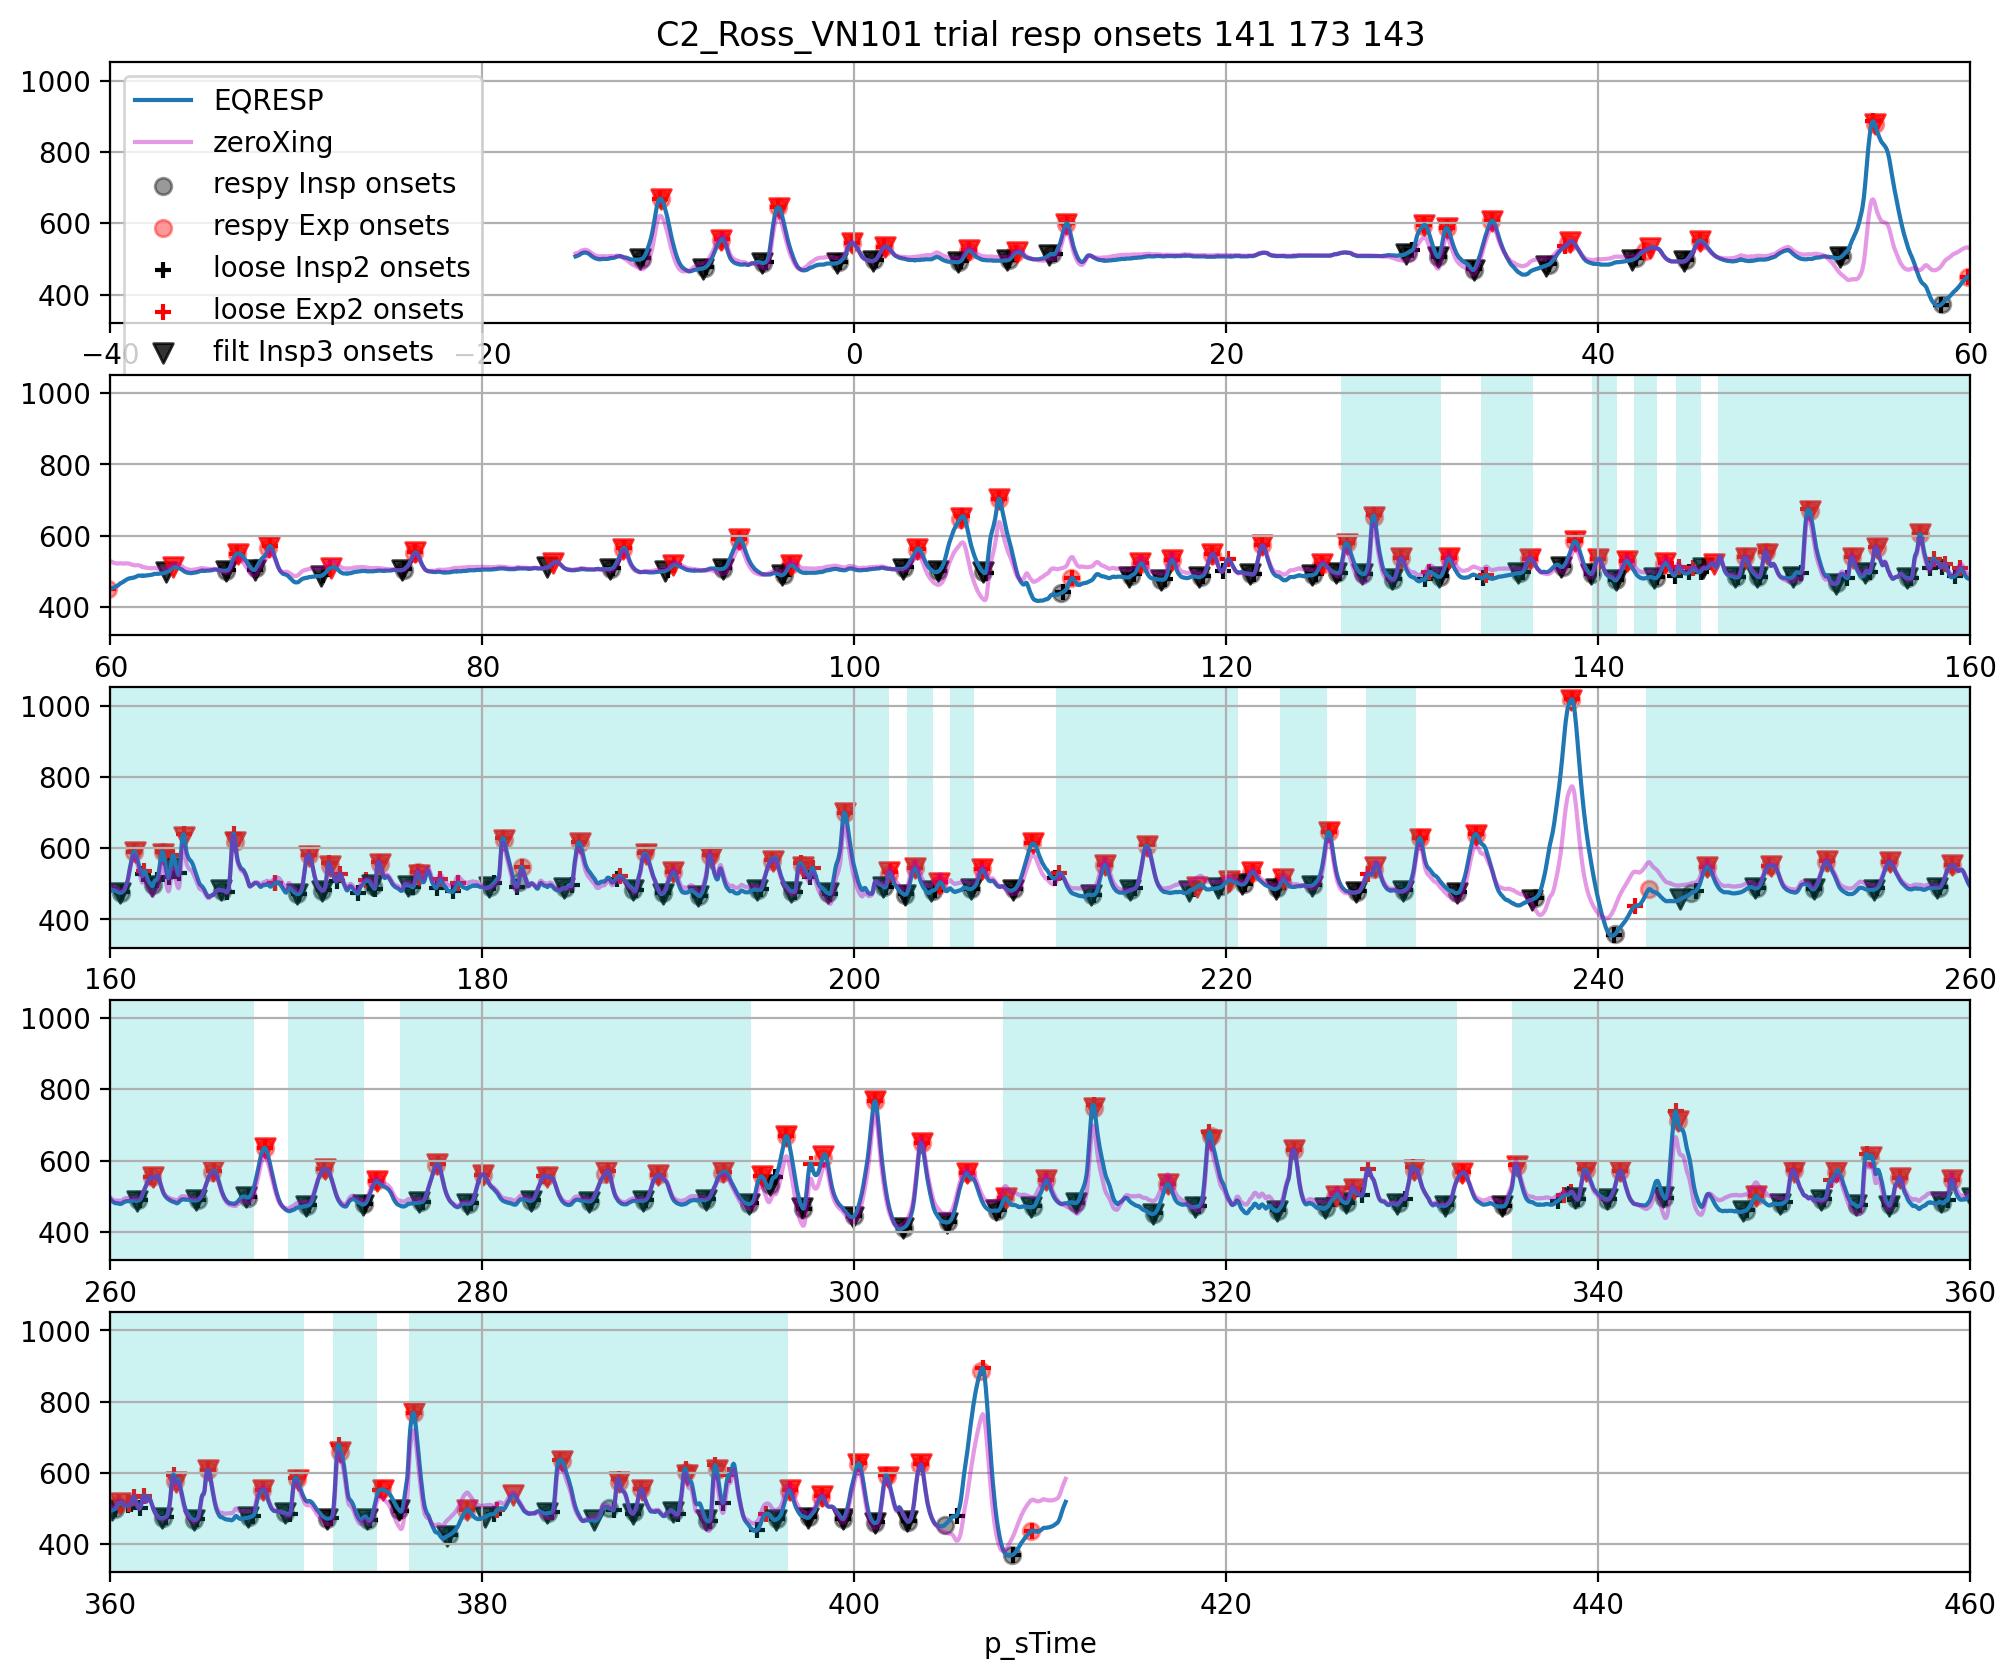 C2_Ross_VN101 trial resp onsets 141 173 143
1000
800
600
400
EQRESP
zeroXing
respy Insp onsets
respy Exp onsets
loose Insp2 onsets
loose Exp2 onsets
filt Insp3 onsets
−40 −20 0 20 40 60
1000
800
600
400
60 80 100 120 140 160
1000
800
600
400
160 180 200 220 240 260
1000
800
600
400
260 280 300 320 340 360
1000
800
600
400
360 380 400 420 440 460
p_sTime